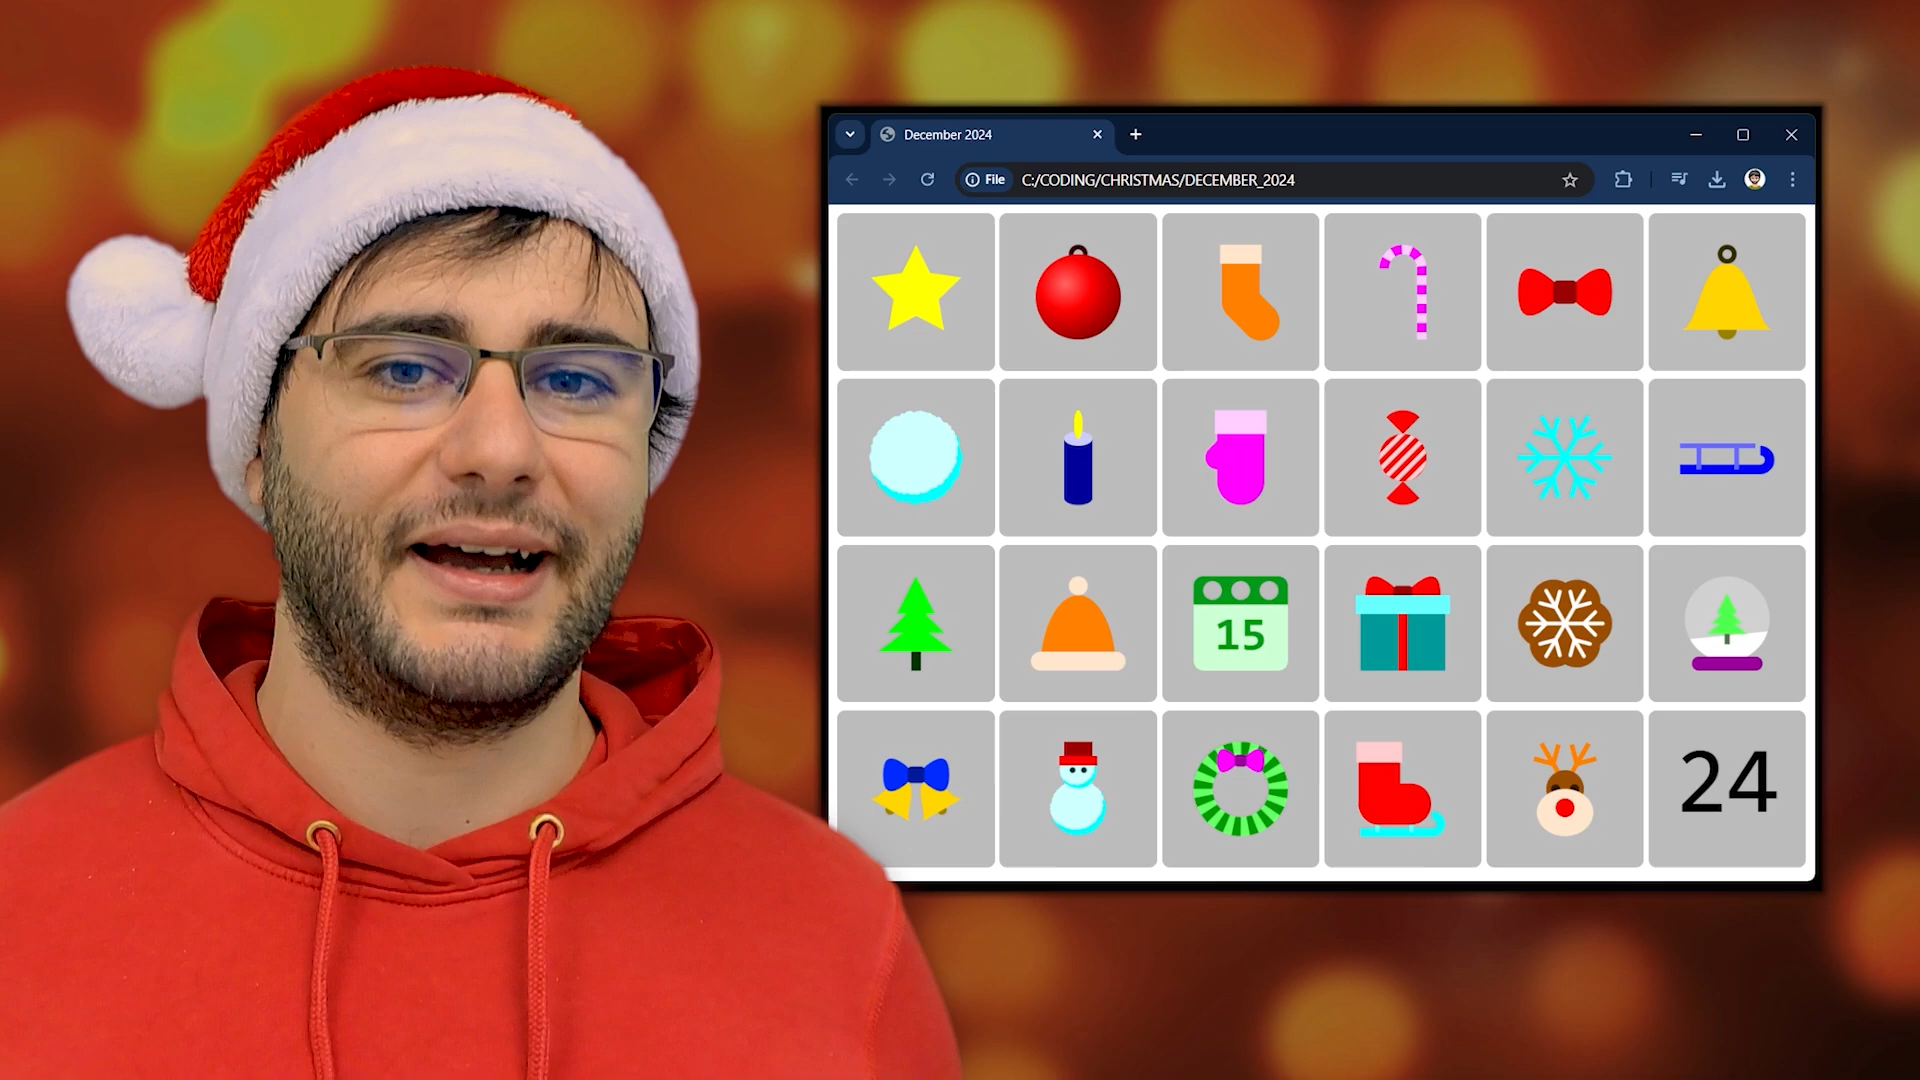 December 2024
File
C:/CODING/CHRISTMAS/DECEMBER_2024
15
24